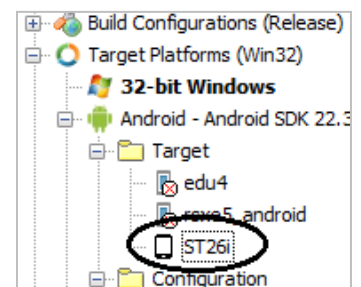 Build Configurations (Release)
Target Platforms (Win32)
32-bit Windows
Android - Android SDK 22.3
Target
edu4
android
ST26i
Configuration